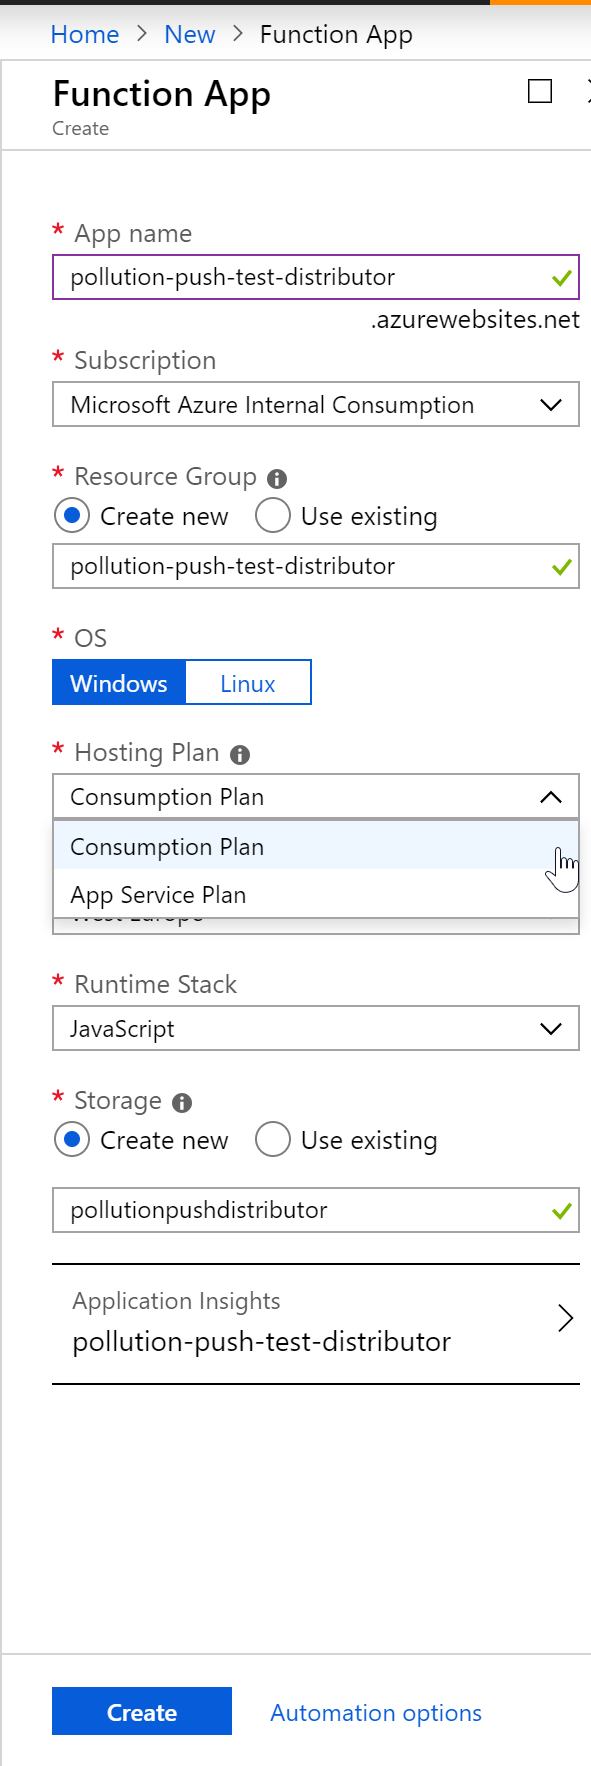 Home > New > Function App
Function App
Create
* App name
pollution-push-test-distributor
.azurewebsites.net
* Subscription
Microsoft Azure Internal Consumption
* Resource Group
Create new Use existing
pollution-push-test-distributor
* OS
Windows Linux
* Hosting Plan
Consumption Plan
Consumption Plan
App Service Plan
West Europe
* Runtime Stack
JavaScript
* Storage
Create new Use existing
pollutionpushdistributor
Application Insights
pollution-push-test-distributor
Create Automation options